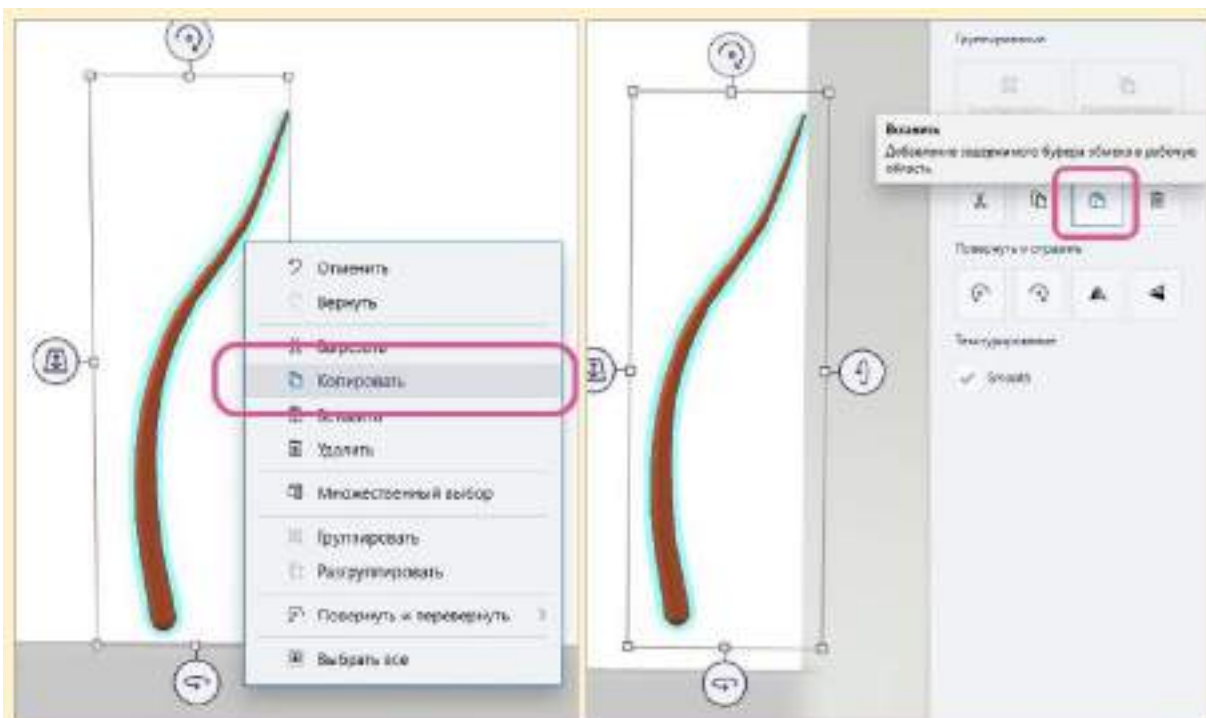 Отменить
Вернуть
Вырезать
Копировать
Вставить
Удалить
Множественный выбор
Группировать
Разгруппировать
Повернуть и перевернуть
Выбрать все
Группирование
Вставить
Добавление содержимого буфера обмена в рабочую
область.
Повернуть и отразить
Текстурирование
Smooth